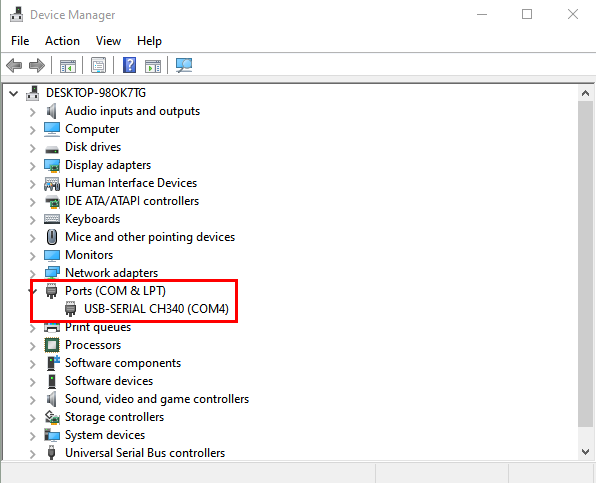 Device Manager
File Action View Help
DESKTOP-98OK7TG
Audio inputs and outputs
Computer
Disk drives
Display adapters
Human Interface Devices
IDE ATA/ATAPI controllers
Keyboards
Mice and other pointing devices
Monitors
Network adapters
Ports (COM & LPT)
USB-SERIAL CH340 (COM4)
Print queues
Processors
Software components
Software devices
Sound, video and game controllers
Storage controllers
System devices
Universal Serial Bus controllers